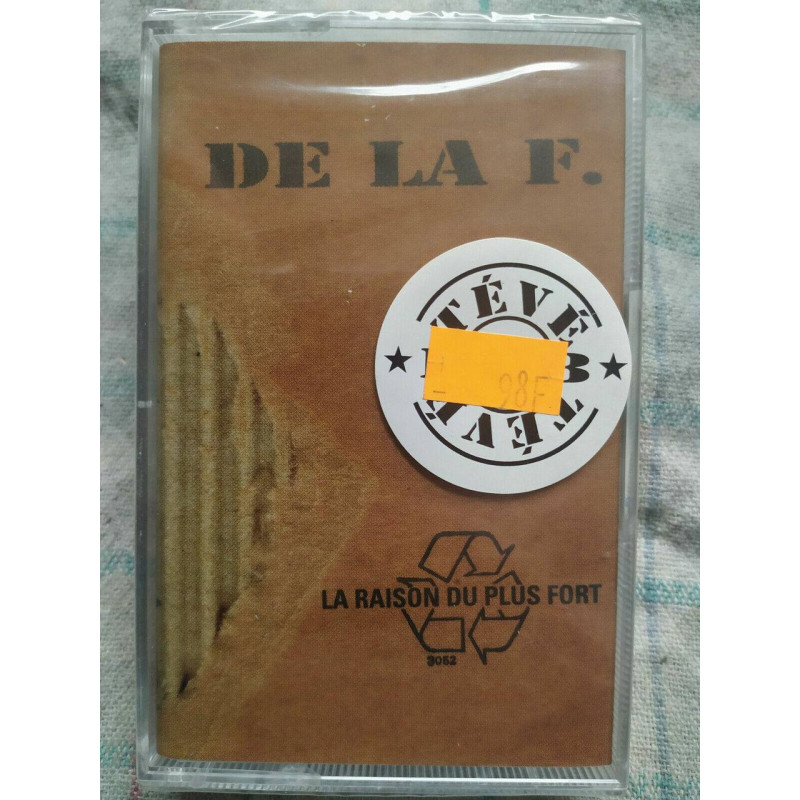 DE LA F.
TÉVÉ
B
98F
TÉVÉ
LA RAISON DU PLUS FORT
3052